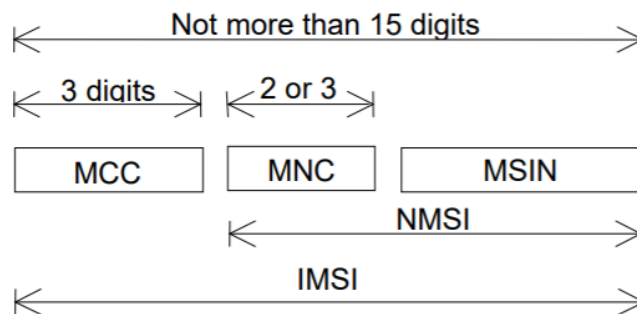 Not more than 15 digits
3 digits 2 or 3
MCC MNC MSIN
NMSI
IMSI